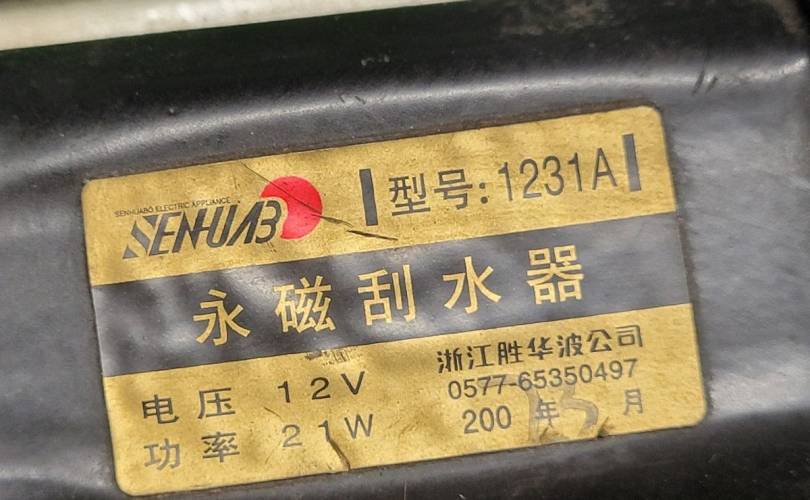 SENHUABO ELECTRIC APPLIANCE
SENHUAB
型号: 1231A
永磁刮水器
电压 12V
功率 21W
浙江胜华波公司
0577-65350497
200 年 月